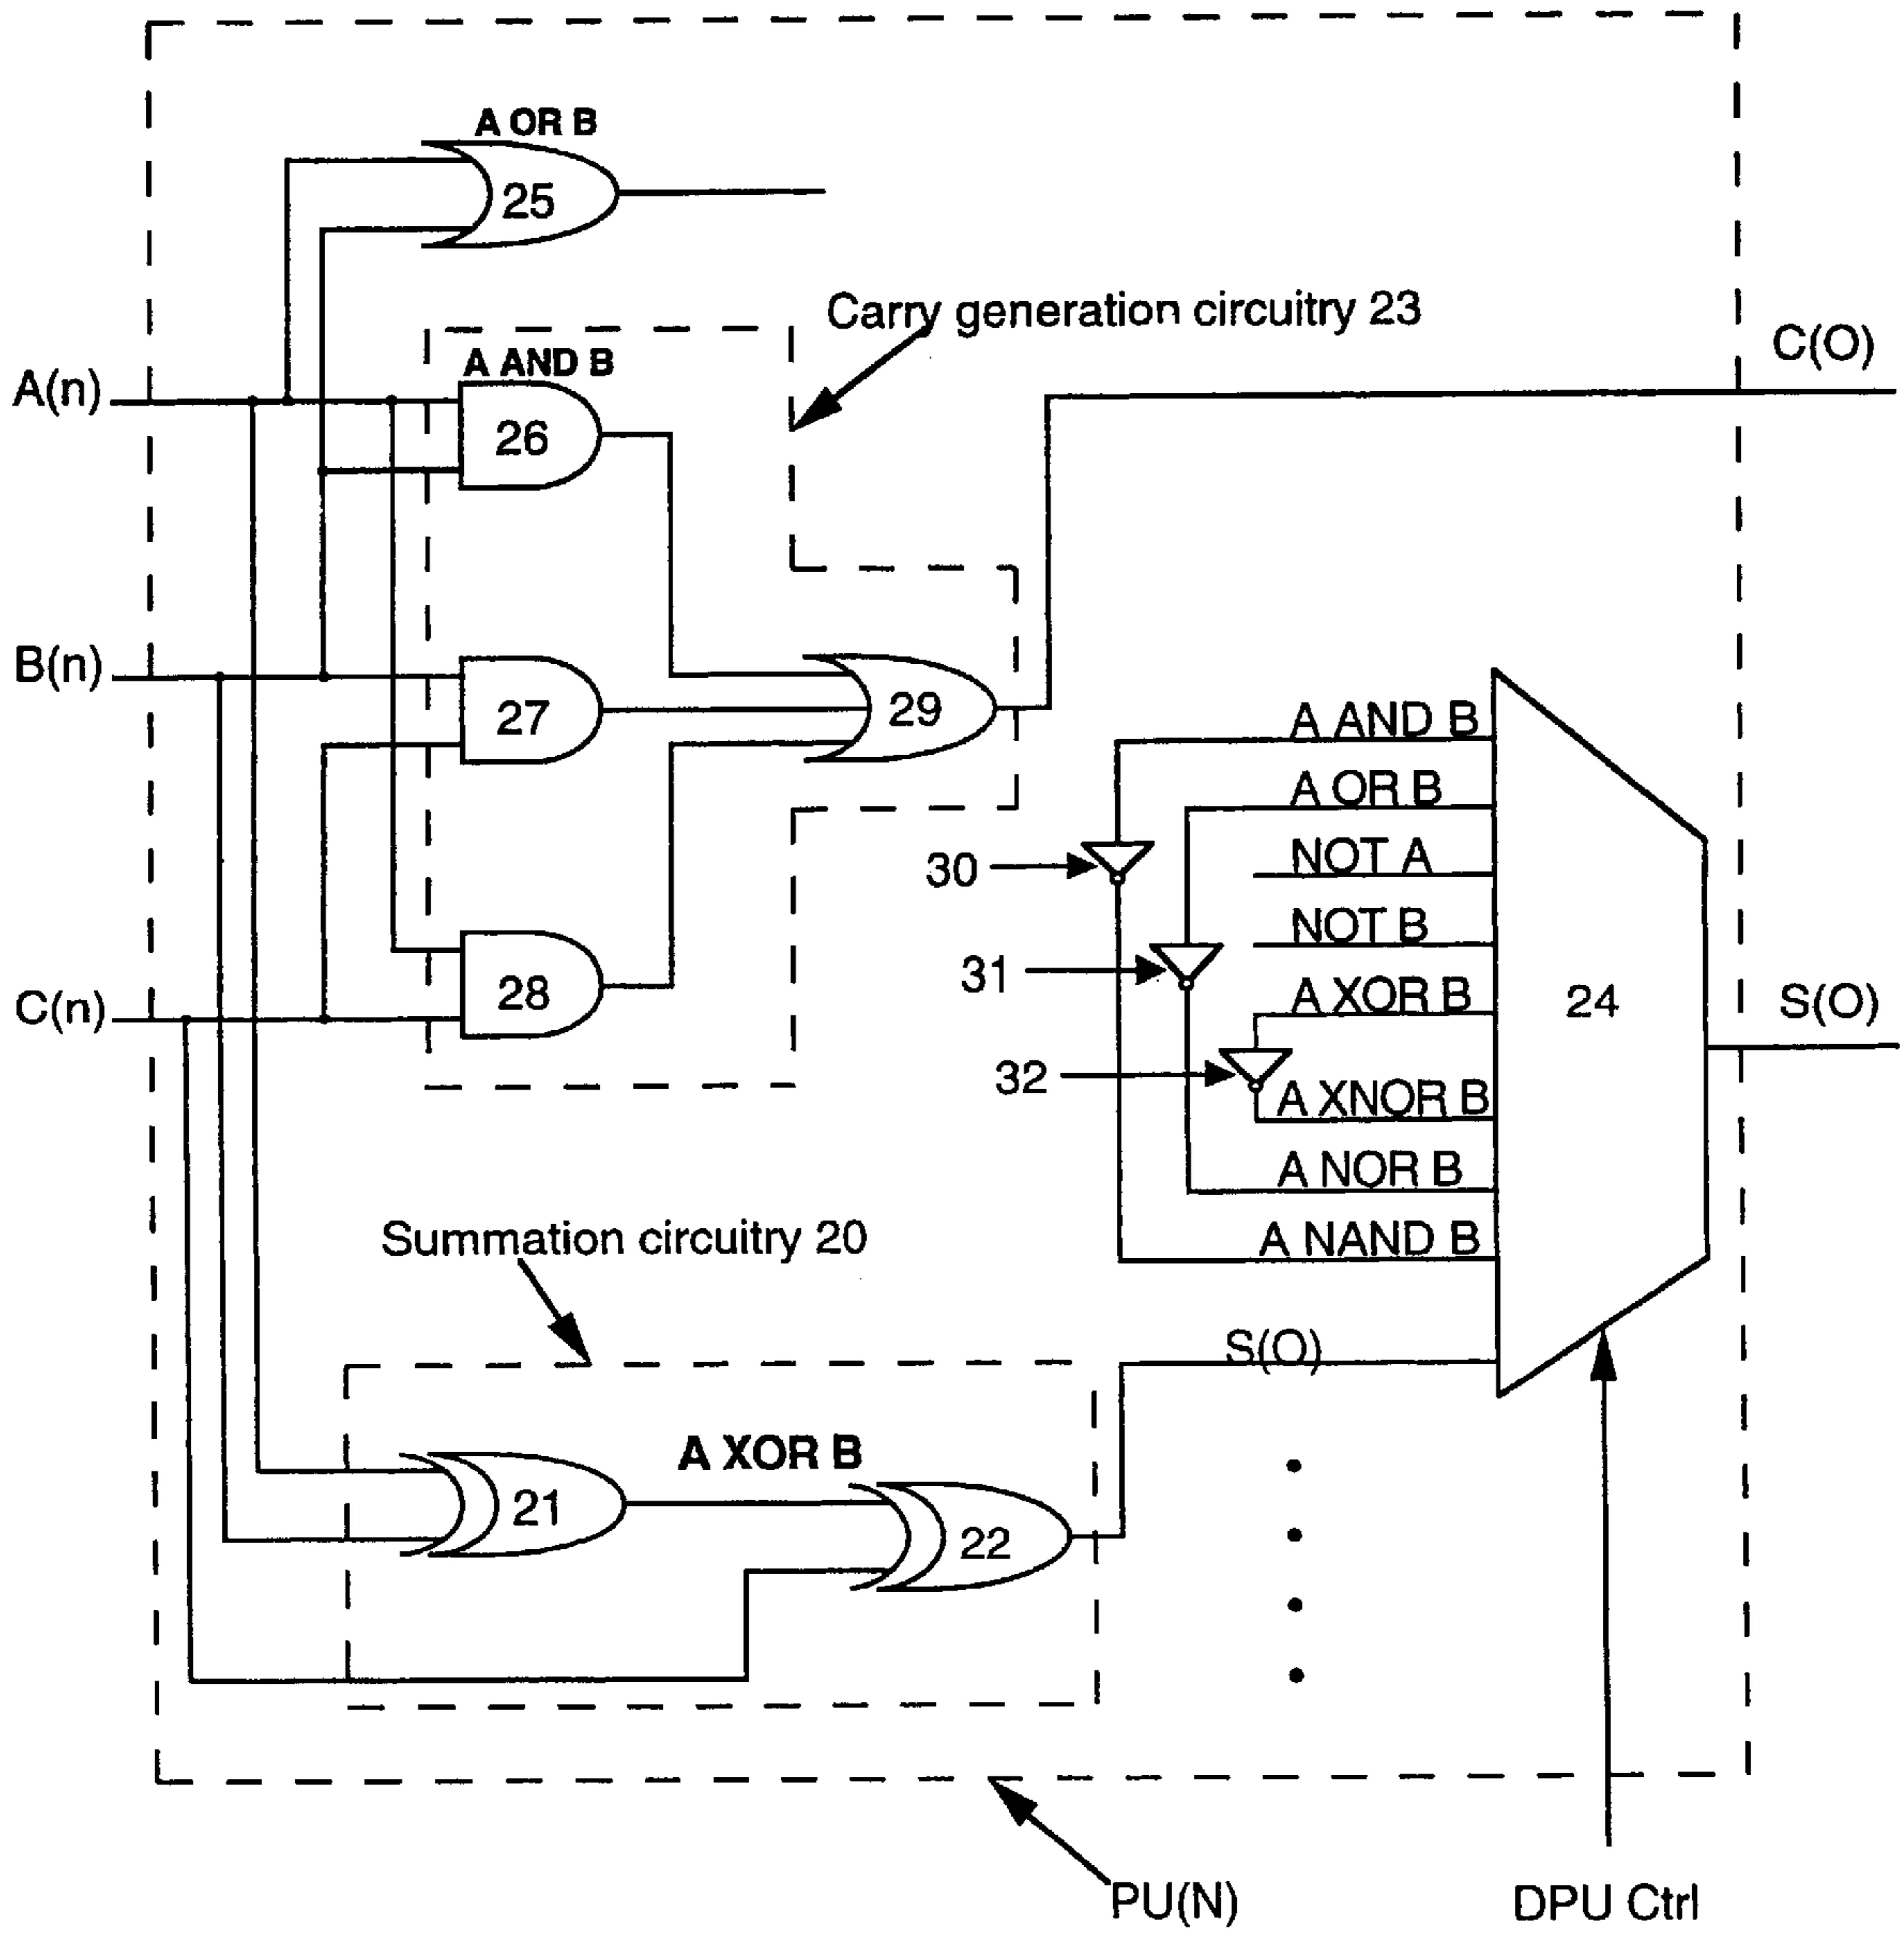 A OR B
25
Carry generation circuitry 23
C(O)
A AND B
A(n)
26
B(n)
27
29
A AND B
A OR B
30
NOT A
NOT B
31
A XOR B
24
S(O)
C(n)
28
32
A XNOR B
A NOR B
Summation circuitry 20
A NAND B
S(O)
A XOR B
21
22
PU(N)
DPU Ctrl